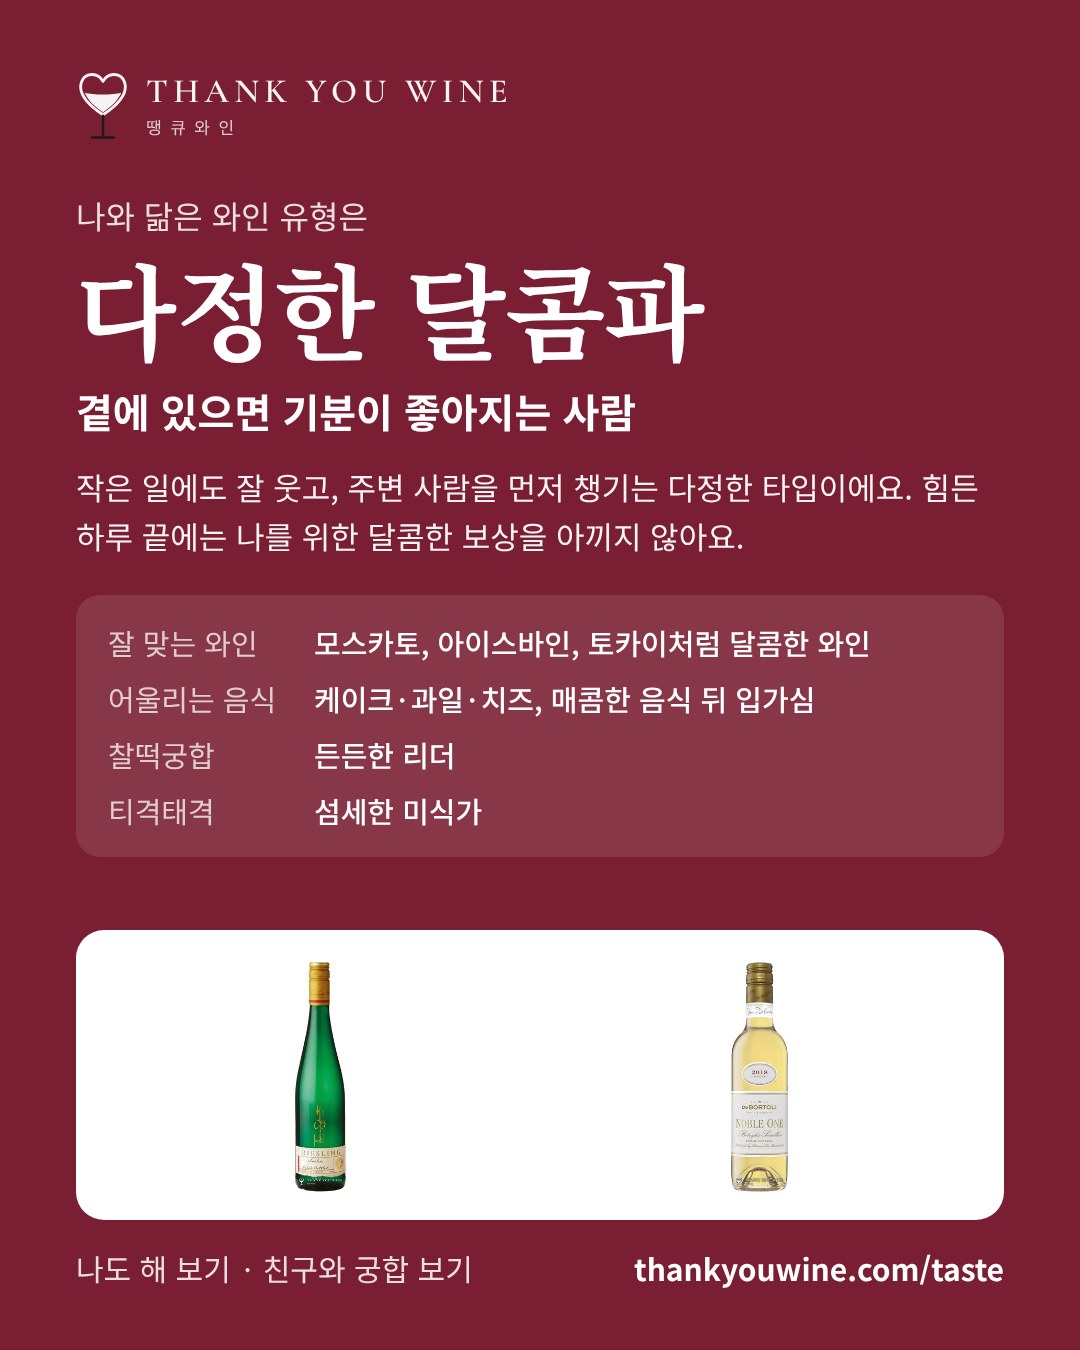 THANK YOU WINE
땡큐와인
나와 닮은 와인 유형은
다정한 달콤파
곁에 있으면 기분이 좋아지는 사람
작은 일에도 잘 웃고, 주변 사람을 먼저 챙기는 다정한 타입이에요. 힘든
하루 끝에는 나를 위한 달콤한 보상을 아끼지 않아요.
잘 맞는 와인 모스카토, 아이스바인, 토카이처럼 달콤한 와인
어울리는 음식 케이크·과일·치즈, 매콤한 음식 뒤 입가심
찰떡궁합 든든한 리더
티격태격 섬세한 미식가
RIESLING
2018
DeBORTOLI
NOBLE ONE
Botrytis Semillon
나도 해 보기 · 친구와 궁합 보기
thankyouwine.com/taste